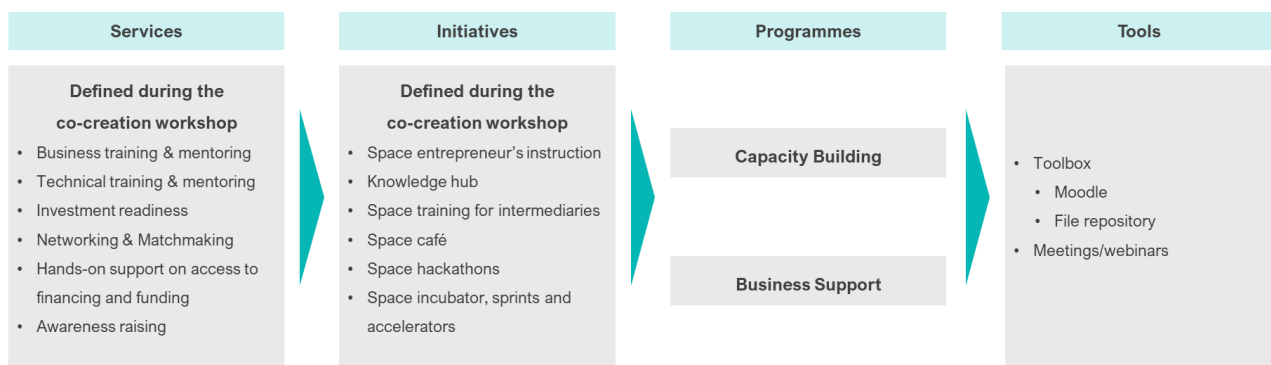 Services
Defined during the
co-creation workshop
• Business training & mentoring
• Technical training & mentoring
• Investment readiness
• Networking & Matchmaking
• Hands-on support on access to
financing and funding
• Awareness raising
Initiatives
Defined during the
co-creation workshop
• Space entrepreneur’s instruction
• Knowledge hub
• Space training for intermediaries
• Space café
• Space hackathons
• Space incubator, sprints and
accelerators
Programmes
Capacity Building
Business Support
Tools
• Toolbox
• Moodle
• File repository
• Meetings/webinars